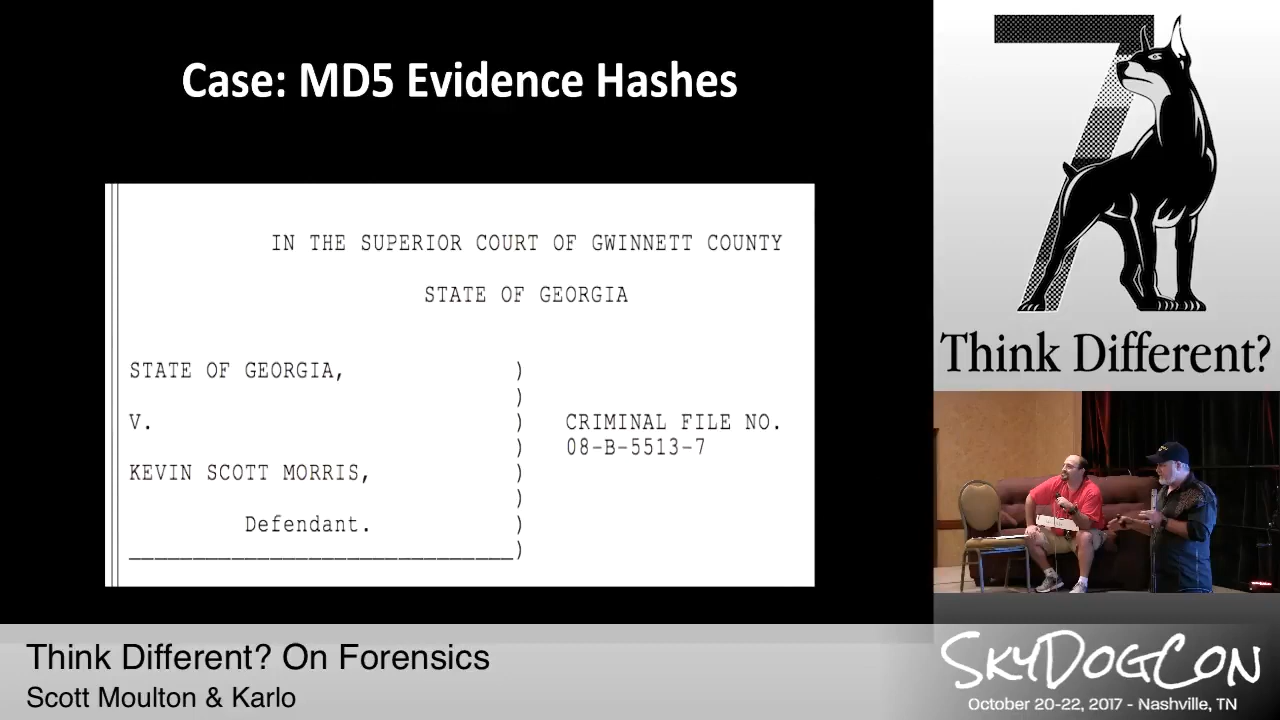 Case: MD5 Evidence Hashes
IN THE SUPERIOR COURT OF GWINNETT COUNTY
STATE OF GEORGIA
STATE OF GEORGIA,
)
)
V.
)
CRIMINAL FILE NO.
)
08-B-5513-7
KEVIN SCOTT MORRIS,
)
)
Defendant.
)
______________________________)
7
Think Different?
Think Different? On Forensics
Scott Moulton & Karlo
SKYDOGCON
October 20-22, 2017 - Nashville, TN